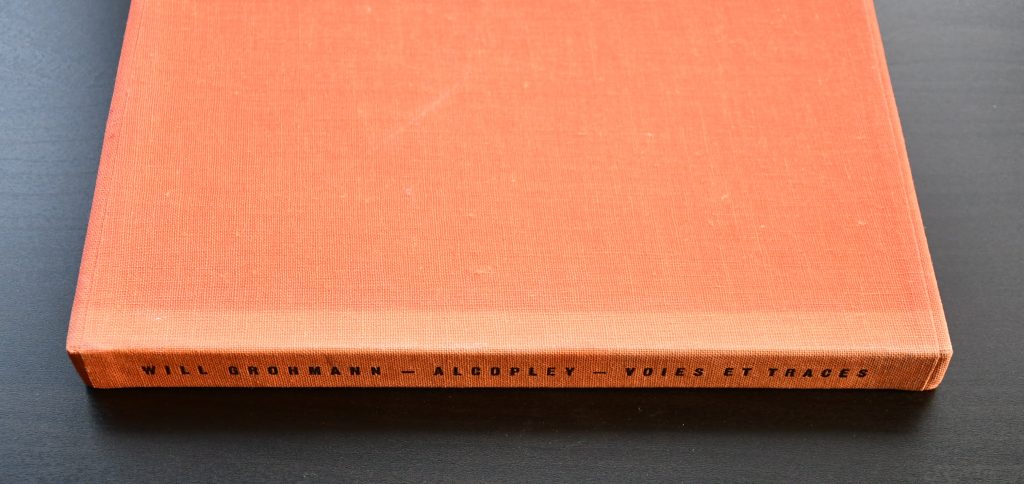 WILL GROHMANN – ALCOPLEY – VOIES ET TRACES